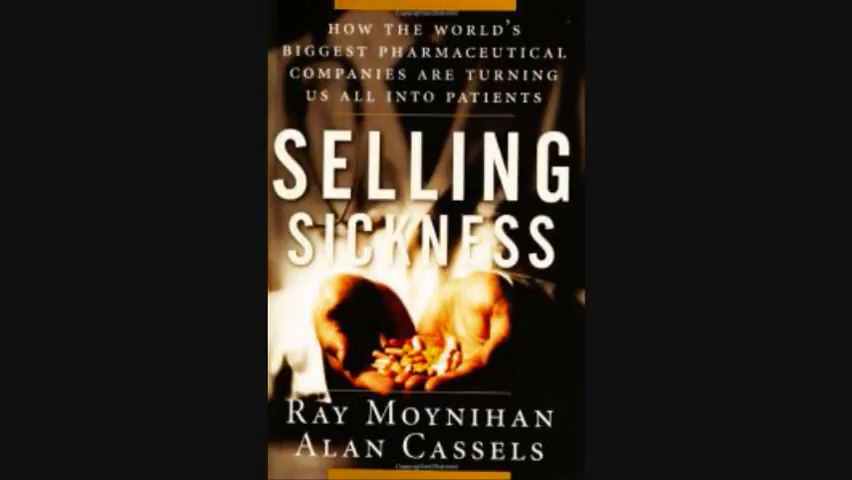 HOW THE WORLD'S
BIGGEST PHARMACEUTICAL
COMPANIES ARE TURNING
US ALL INTO PATIENTS
SELLING
SICKNESS
RAY MOYNIHAN
ALAN CASSELS